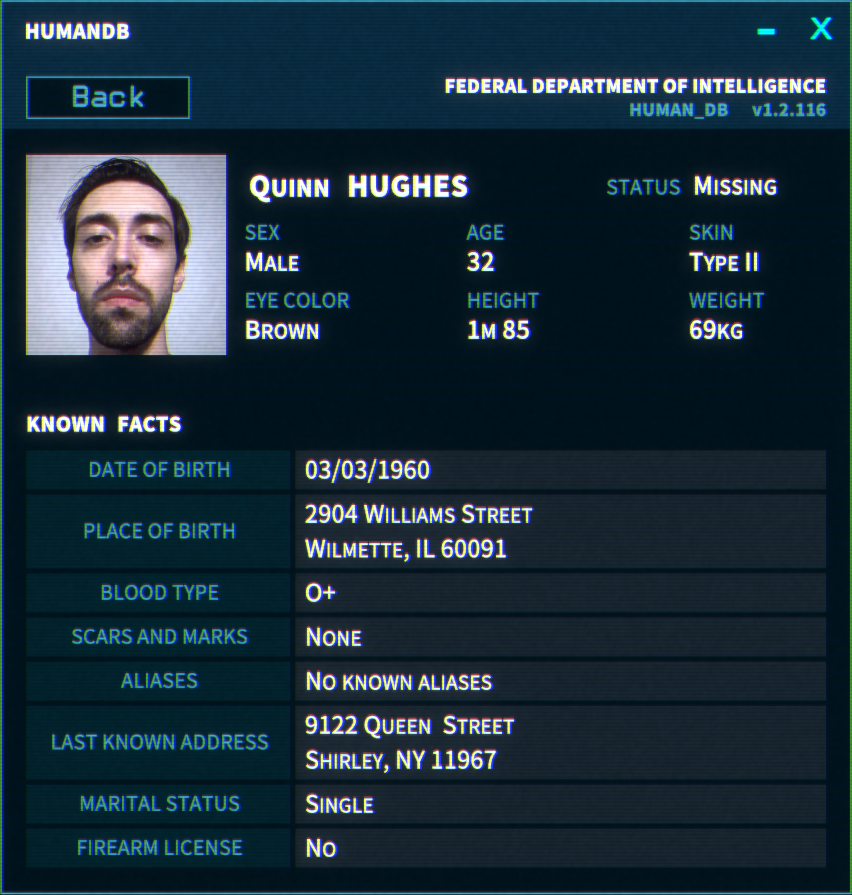 HUMANDB
Back
FEDERAL DEPARTMENT OF INTELLIGENCE
HUMAN_DB v1.2.116
QUINN HUGHES
STATUS MISSING
SEX AGE SKIN
MALE 32 TYPE II
EYE COLOR HEIGHT WEIGHT
BROWN 1M 85 69KG
KNOWN FACTS
DATE OF BIRTH 03/03/1960
PLACE OF BIRTH 2904 WILLIAMS STREET
WILMETTE, IL 60091
BLOOD TYPE O+
SCARS AND MARKS NONE
ALIASES NO KNOWN ALIASES
LAST KNOWN ADDRESS 9122 QUEEN STREET
SHIRLEY, NY 11967
MARITAL STATUS SINGLE
FIREARM LICENSE NO